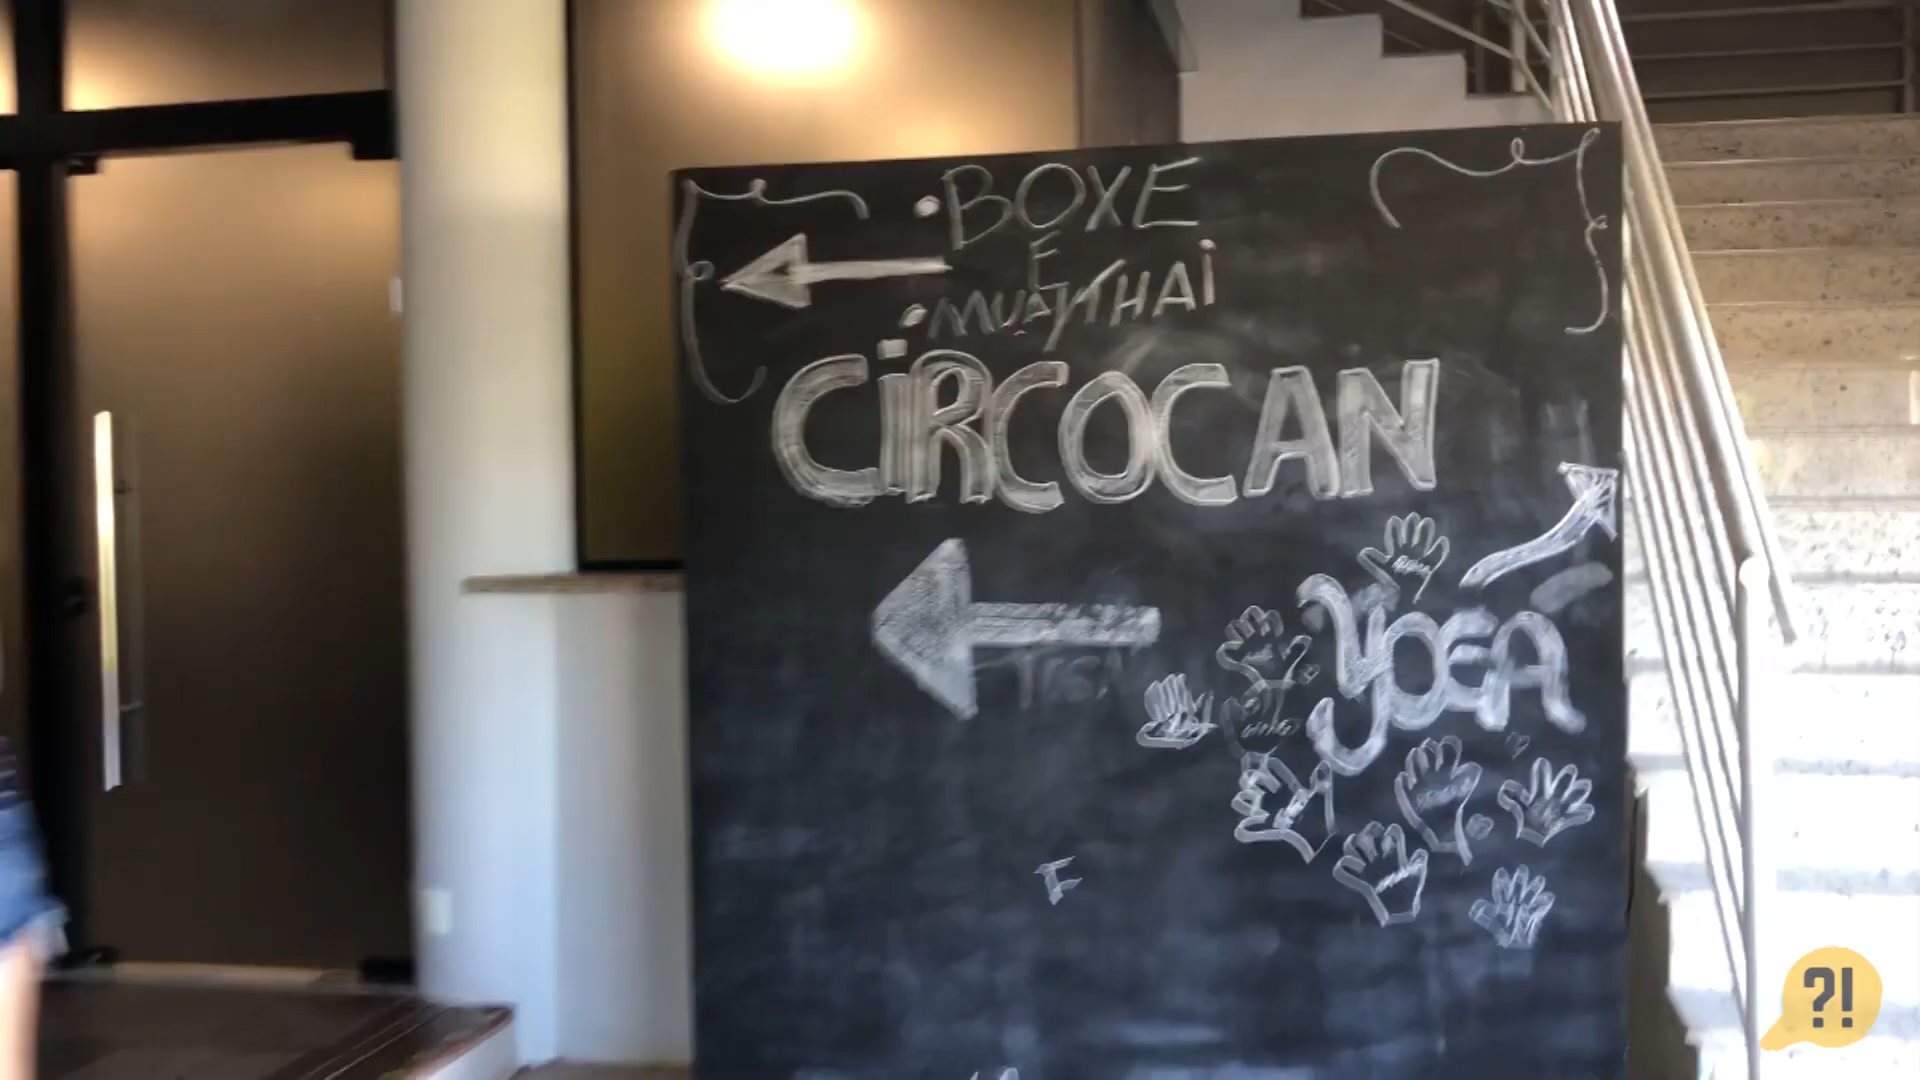 • BOXE
E
• MUAYTHAI
CIRCOCAN
YOGA
E
?!